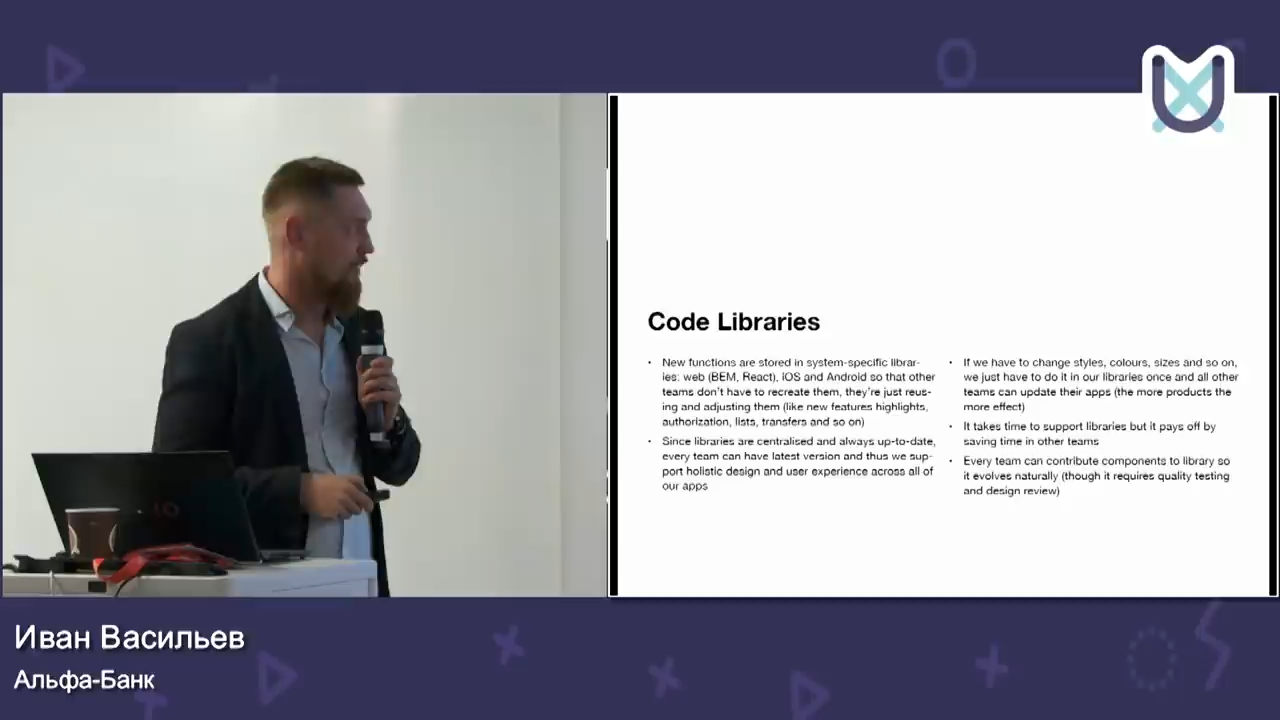 Code Libraries
• New functions are stored in system-specific librar-
ies: web (BEM, React), iOS and Android so that other
teams don't have to recreate them, they're just reus-
ing and adjusting them (like new features highlights,
authorization, lists, transfers and so on)
• Since libraries are centralised and always up-to-date,
every team can have latest version and thus we sup-
port holistic design and user experience across all of
our apps
• If we have to change styles, colours, sizes and so on,
we just have to do it in our libraries once and all other
teams can update their apps (the more products the
more effect)
• It takes time to support libraries but it pays off by
saving time in other teams
• Every team can contribute components to library so
it evolves naturally (though it requires quality testing
and design review)
Иван Васильев
Альфа-Банк